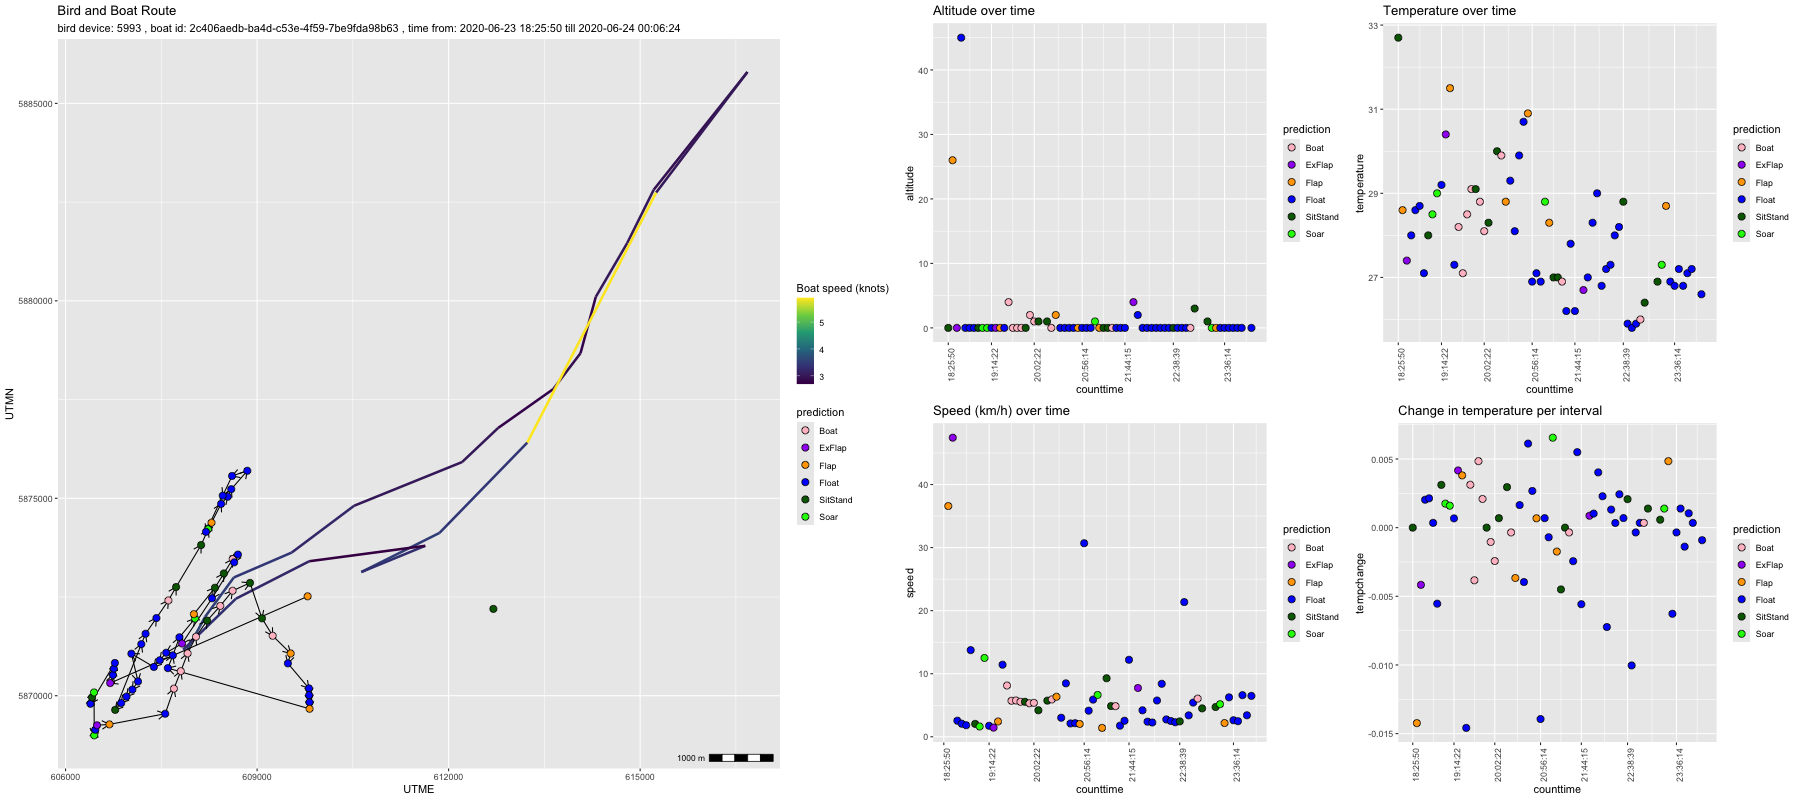 Bird and Boat Route
bird device: 5993 , boat id: 2c406aedb-ba4d-c53e-4f59-7be9fda98b63 , time from: 2020-06-23 18:25:50 till 2020-06-24 00:06:24
UTMN
5885000
5880000
5875000
5870000
606000
609000
612000
615000
UTME
1000 m
Boat speed (knots)
5
4
3
prediction
Boat
ExFlap
Flap
Float
SitStand
Soar
Altitude over time
altitude
40
30
20
10
0
18:25:50
19:14:22
20:02:22
20:56:14
21:44:15
22:38:39
23:36:14
counttime
prediction
Boat
ExFlap
Flap
Float
SitStand
Soar
Temperature over time
temperature
33
31
29
27
18:25:50
19:14:22
20:02:22
20:56:14
21:44:15
22:38:39
23:36:14
counttime
prediction
Boat
ExFlap
Flap
Float
SitStand
Soar
Speed (km/h) over time
speed
30
20
10
0
18:25:50
19:14:22
20:02:22
20:56:14
21:44:15
22:38:39
23:36:14
counttime
prediction
Boat
ExFlap
Flap
Float
SitStand
Soar
Change in temperature per interval
tempchange
0.005
0.000
-0.005
-0.010
-0.015
18:25:50
19:14:22
20:02:22
20:56:14
21:44:15
22:38:39
23:36:14
counttime
prediction
Boat
ExFlap
Flap
Float
SitStand
Soar